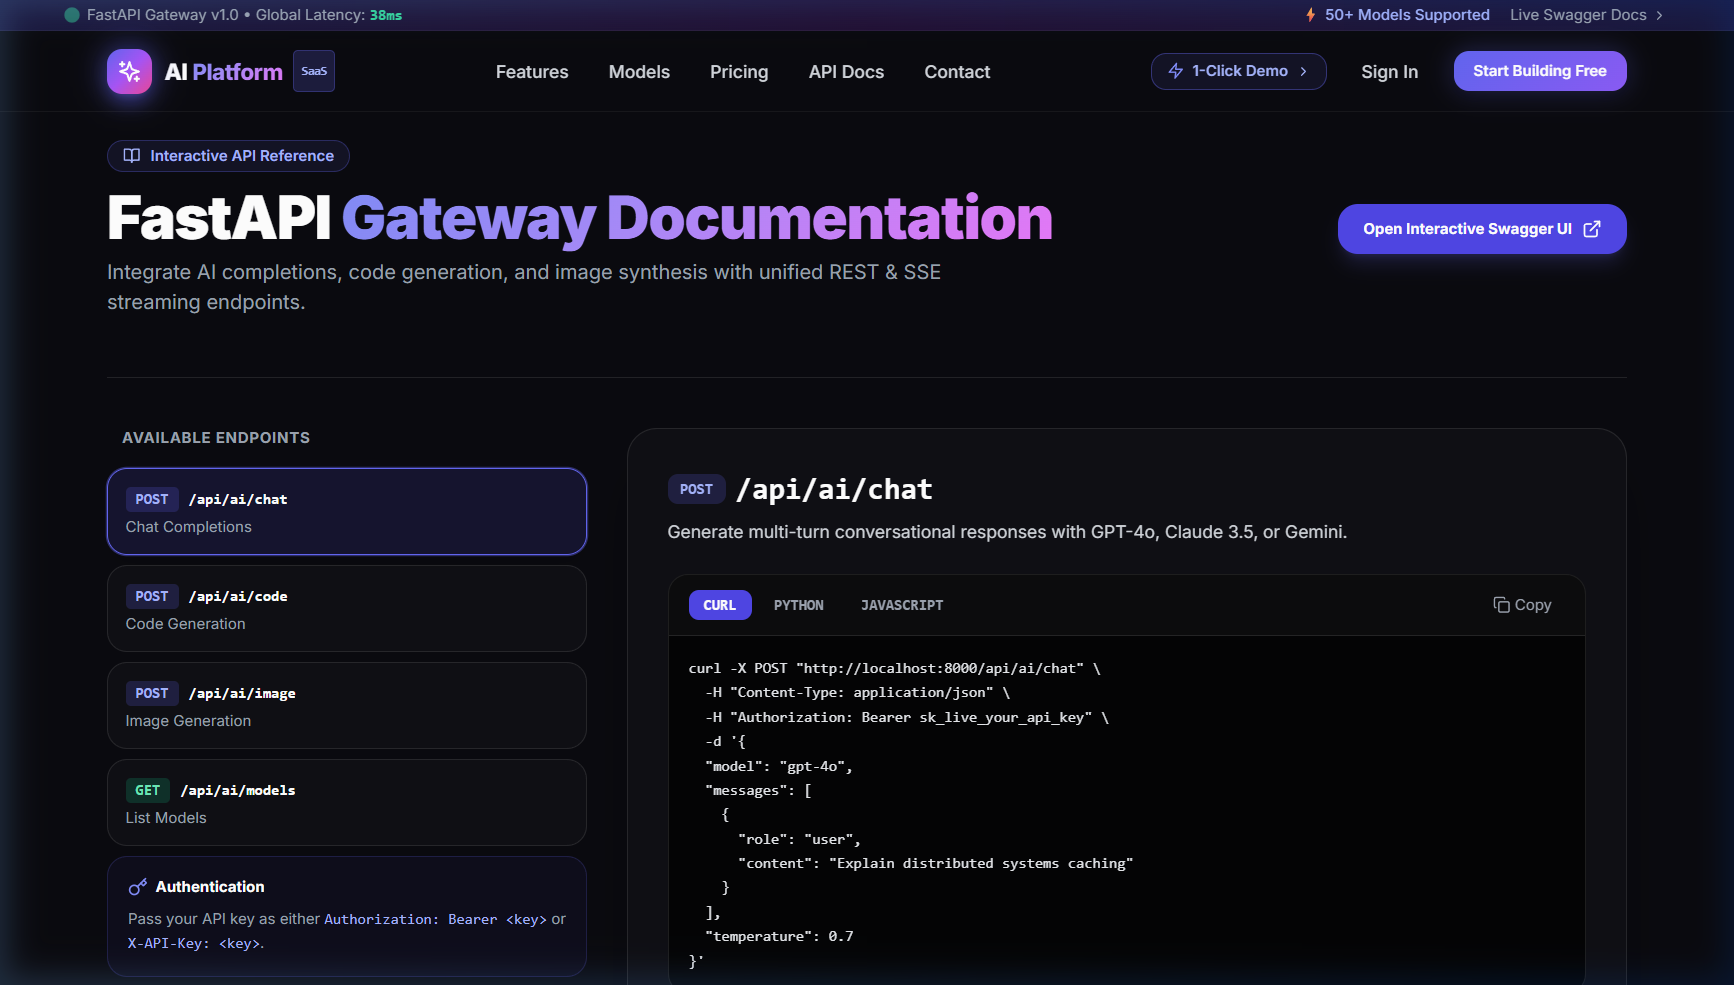 FastAPI Gateway v1.0 • Global Latency: 38ms
50+ Models Supported
Live Swagger Docs
AI Platform
SaaS
Features
Models
Pricing
API Docs
Contact
1-Click Demo
Sign In
Start Building Free
Interactive API Reference
FastAPI Gateway Documentation
Integrate AI completions, code generation, and image synthesis with unified REST & SSE
streaming endpoints.
Open Interactive Swagger UI
AVAILABLE ENDPOINTS
POST /api/ai/chat
Chat Completions
POST /api/ai/code
Code Generation
POST /api/ai/image
Image Generation
GET /api/ai/models
List Models
Authentication
Pass your API key as either Authorization: Bearer <key> or
X-API-Key: <key>.
POST /api/ai/chat
Generate multi-turn conversational responses with GPT-4o, Claude 3.5, or Gemini.
CURL
PYTHON
JAVASCRIPT
Copy
curl -X POST "http://localhost:8000/api/ai/chat" \
  -H "Content-Type: application/json" \
  -H "Authorization: Bearer sk_live_your_api_key" \
  -d '{
  "model": "gpt-4o",
  "messages": [
    {
      "role": "user",
      "content": "Explain distributed systems caching"
    }
  ],
  "temperature": 0.7
}'